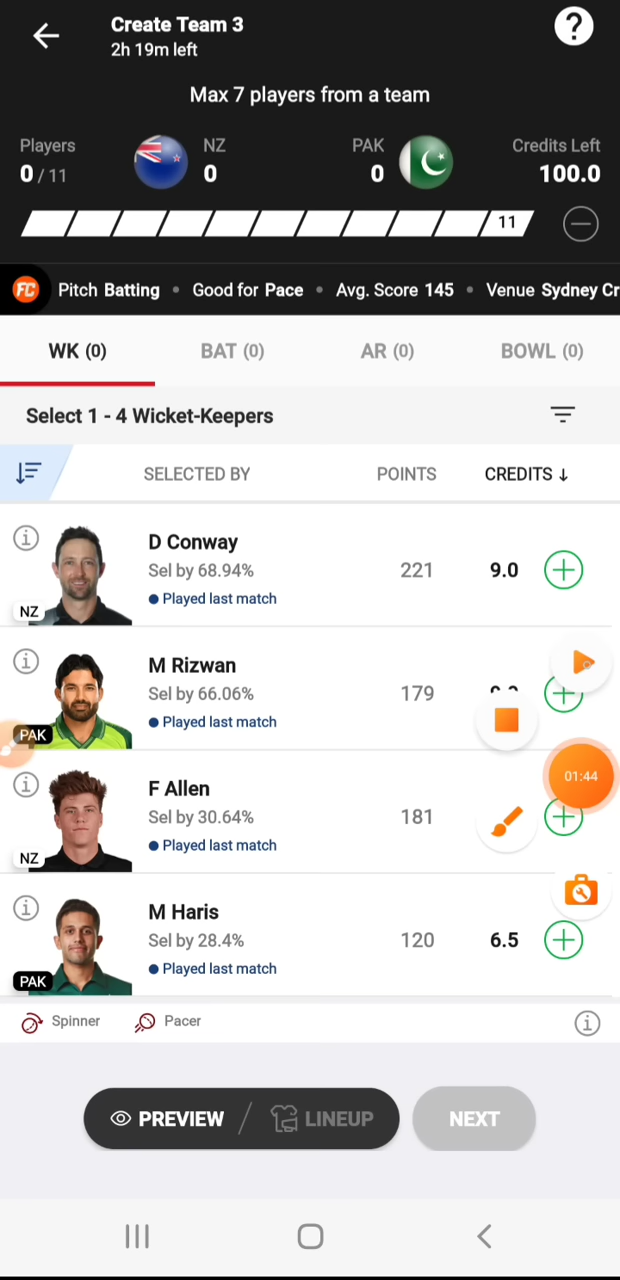 Create Team 3
2h 19m left
?
Max 7 players from a team
Players NZ PAK Credits Left
0 / 11 0 0 100.0
11
FC Pitch Batting • Good for Pace • Avg. Score 145 • Venue Sydney Cr
WK (0) BAT (0) AR (0) BOWL (0)
Select 1 - 4 Wicket-Keepers
SELECTED BY POINTS CREDITS ↓
D Conway
Sel by 68.94% 221 9.0
Played last match
NZ
M Rizwan
Sel by 66.06% 179
Played last match
PAK
01:44
F Allen
Sel by 30.64% 181
Played last match
NZ
M Haris
Sel by 28.4% 120 6.5
Played last match
PAK
Spinner Pacer
PREVIEW / LINEUP NEXT